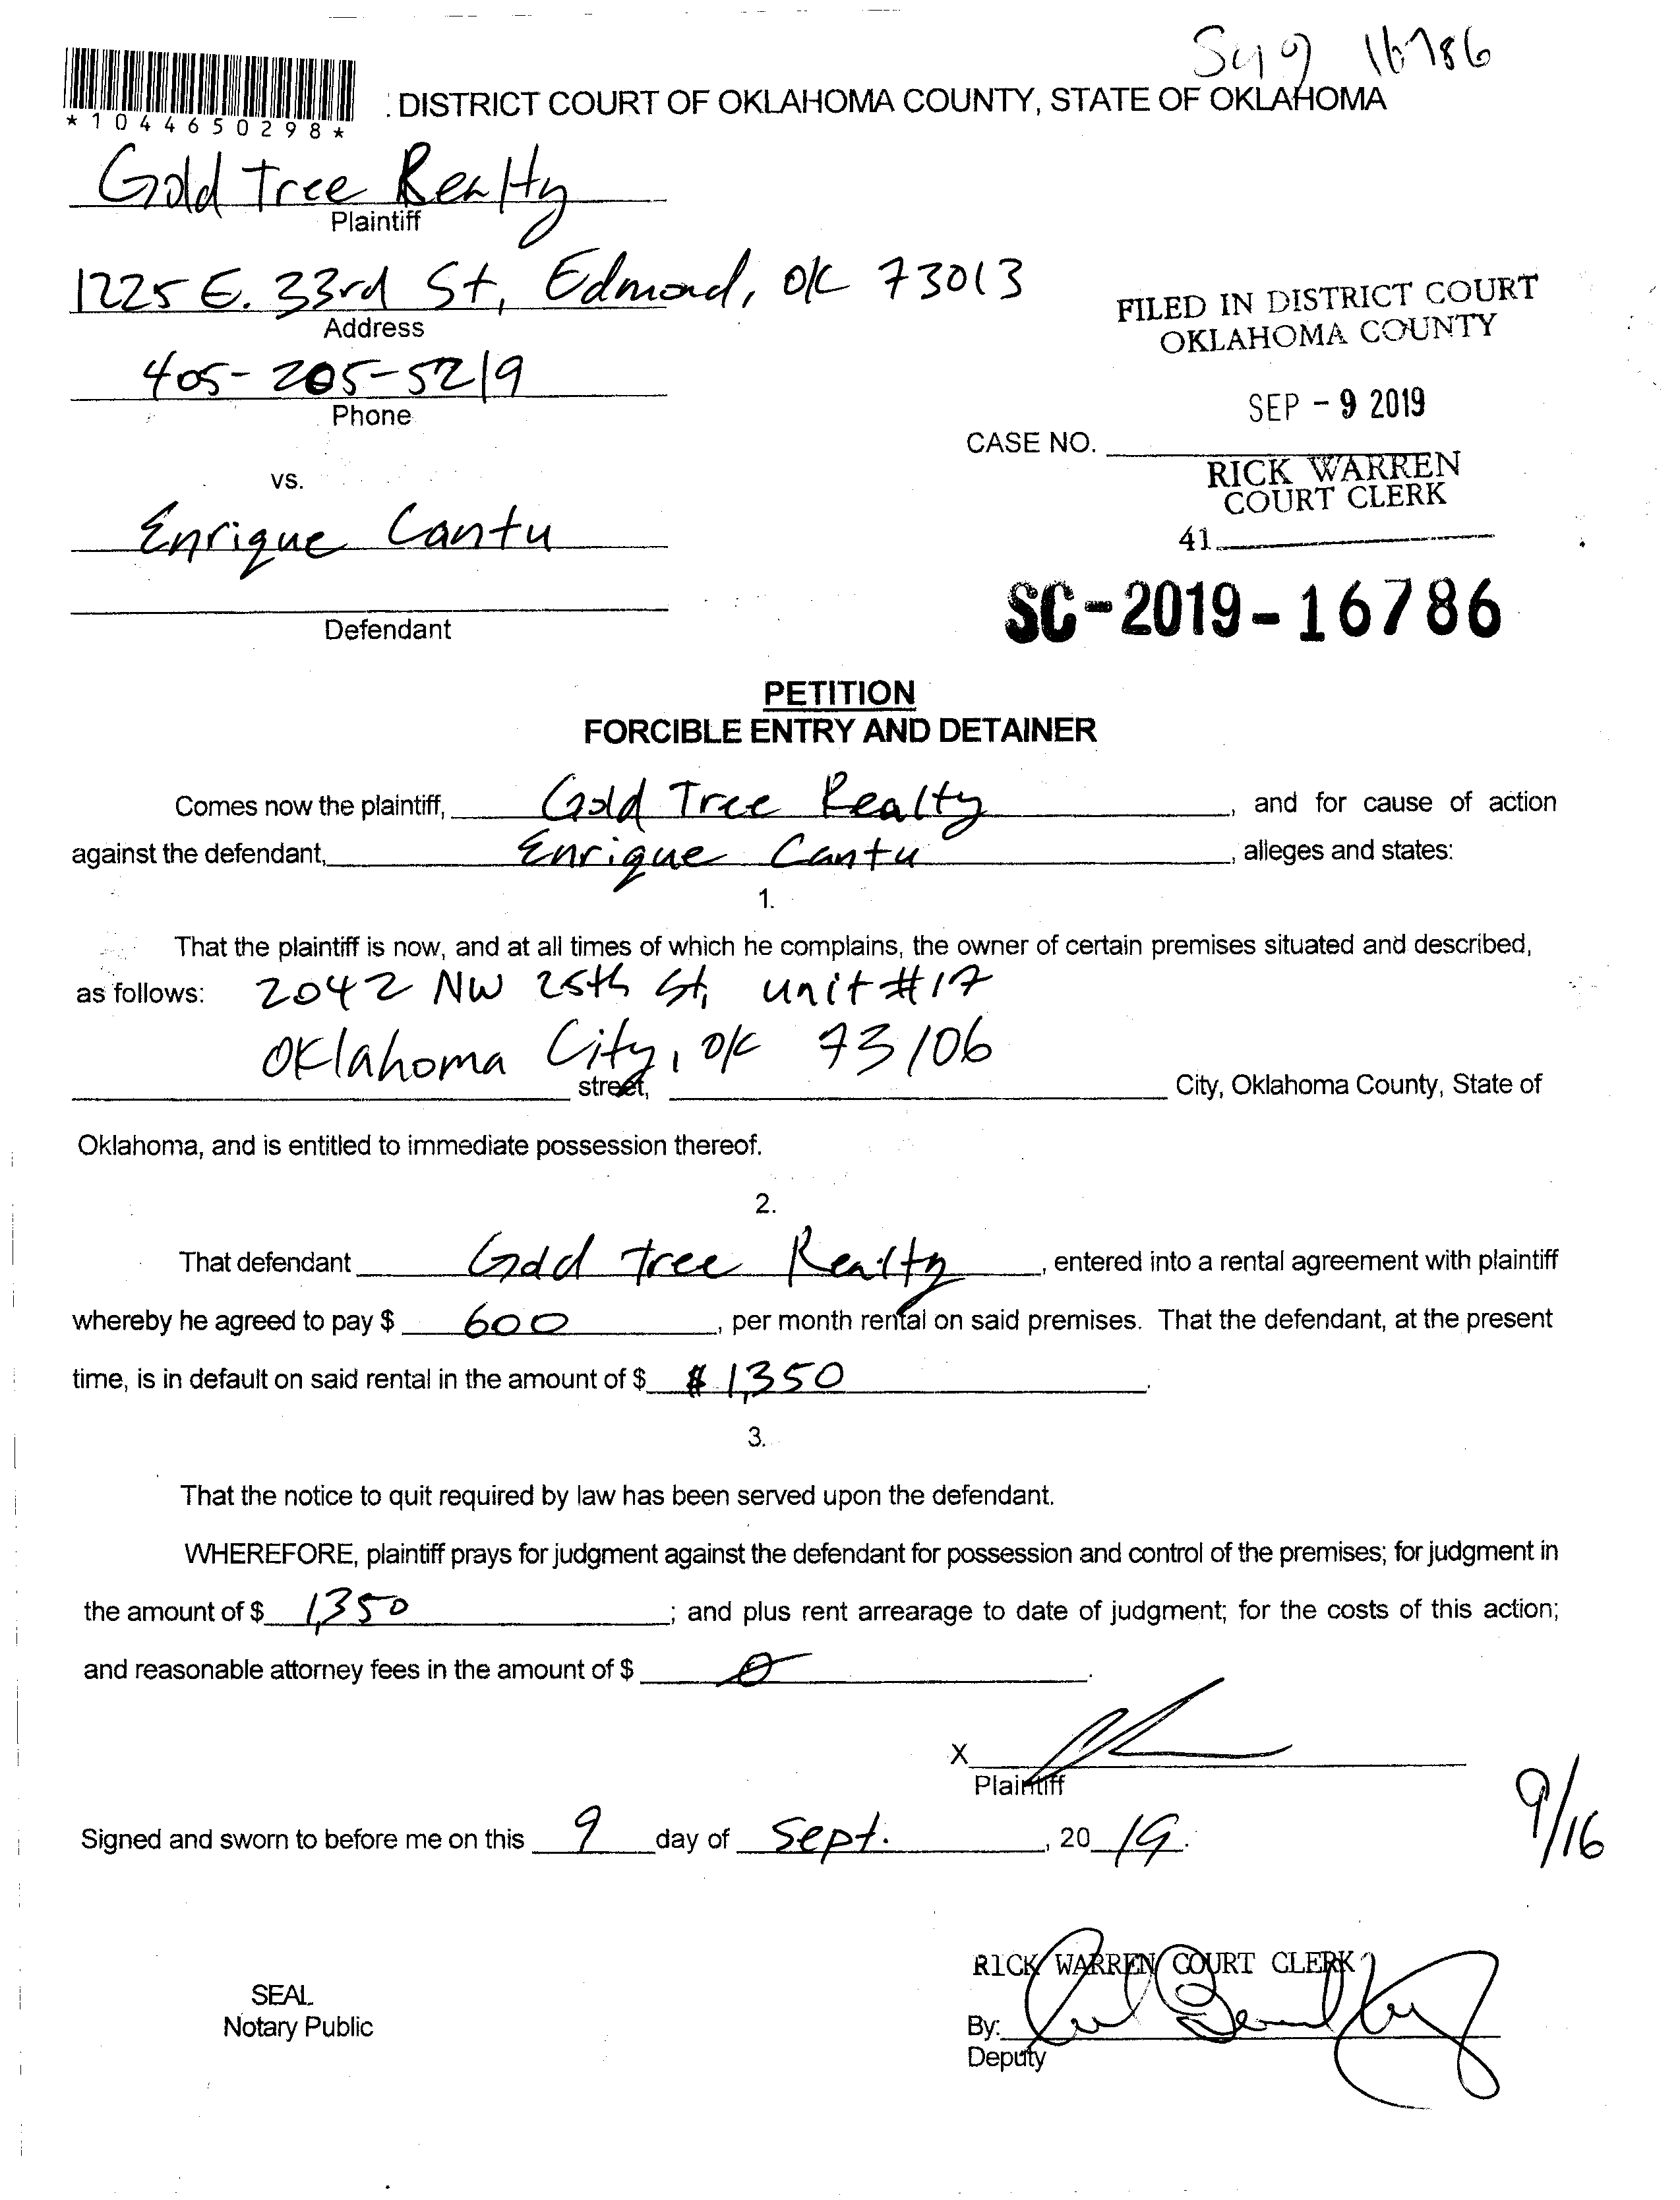 Sc19 16786
*1044650298*
DISTRICT COURT OF OKLAHOMA COUNTY, STATE OF OKLAHOMA
Gold Tree Realty
Plaintiff
1225 E. 33rd St, Edmond, OK 73013
Address
FILED IN DISTRICT COURT
OKLAHOMA COUNTY
405-205-5219
Phone
SEP - 9 2019
CASE NO.
RICK WARREN
COURT CLERK
vs.
Enrique Cantu
41
SC-2019-16786
Defendant
PETITION
FORCIBLE ENTRY AND DETAINER
Comes now the plaintiff, Gold Tree Realty, and for cause of action
against the defendant, Enrique Cantu, alleges and states:
1.
That the plaintiff is now, and at all times of which he complains, the owner of certain premises situated and described,
as follows: 2042 NW 25th St, unit #17
Oklahoma City, OK 73106
street, City, Oklahoma County, State of
Oklahoma, and is entitled to immediate possession thereof.
2.
That defendant Gold Tree Realty, entered into a rental agreement with plaintiff
whereby he agreed to pay $ 600, per month rental on said premises. That the defendant, at the present
time, is in default on said rental in the amount of $ $ 1,350.
3.
That the notice to quit required by law has been served upon the defendant.
WHEREFORE, plaintiff prays for judgment against the defendant for possession and control of the premises; for judgment in
the amount of $ 1,350; and plus rent arrearage to date of judgment; for the costs of this action;
and reasonable attorney fees in the amount of $ 0.
X
Plaintiff
9/16
Signed and sworn to before me on this 9 day of Sept., 20 19.
RICK WARREN COURT CLERK
SEAL
Notary Public
By:
Deputy